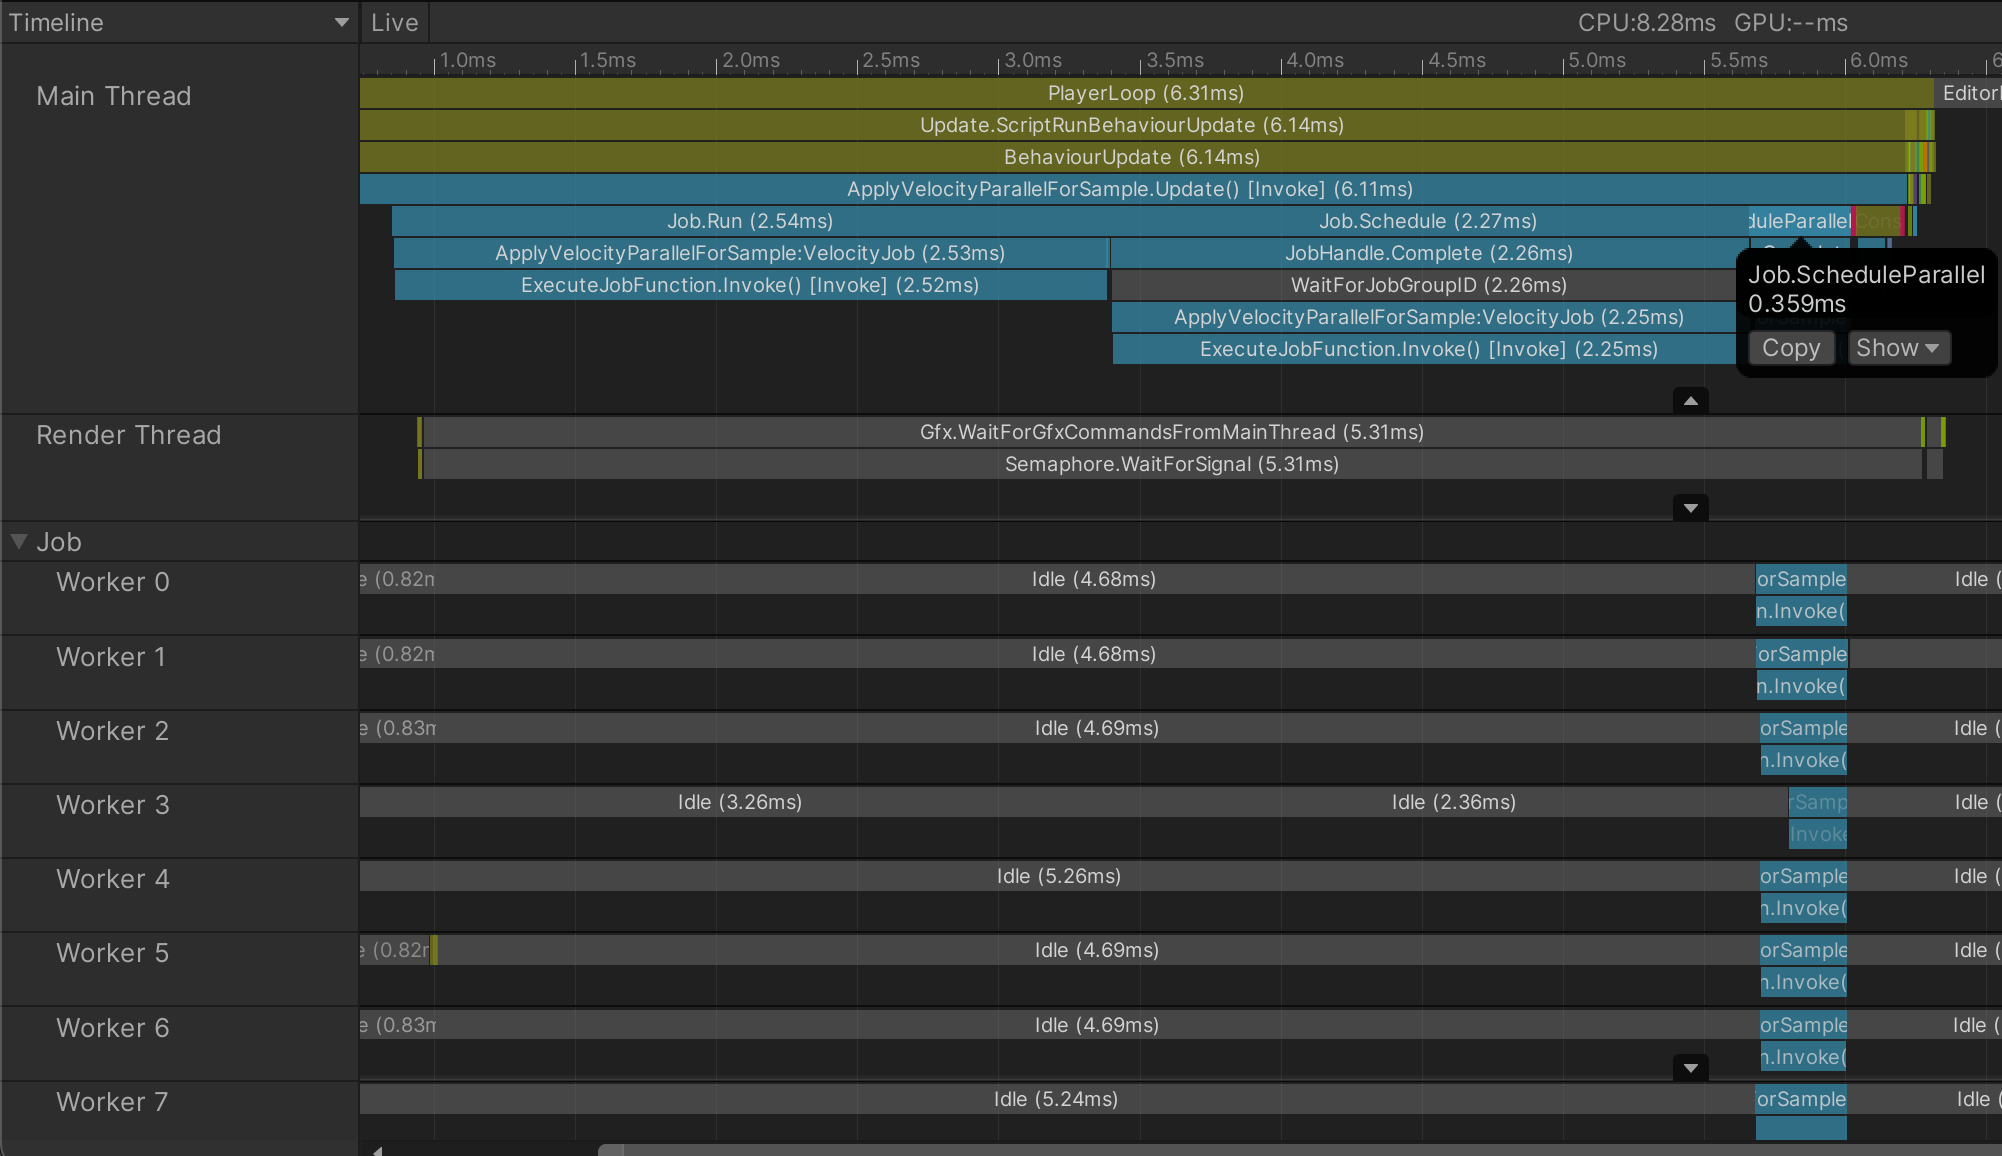 Timeline Live CPU:8.28ms GPU:--ms
1.0ms 1.5ms 2.0ms 2.5ms 3.0ms 3.5ms 4.0ms 4.5ms 5.0ms 5.5ms 6.0ms 6
Main Thread
PlayerLoop (6.31ms) Editor
Update.ScriptRunBehaviourUpdate (6.14ms)
BehaviourUpdate (6.14ms)
ApplyVelocityParallelForSample.Update() [Invoke] (6.11ms)
Job.Run (2.54ms) Job.Schedule (2.27ms) duleParallel Cons
ApplyVelocityParallelForSample:VelocityJob (2.53ms) JobHandle.Complete (2.26ms)
ExecuteJobFunction.Invoke() [Invoke] (2.52ms) WaitForJobGroupID (2.26ms)
ApplyVelocityParallelForSample:VelocityJob (2.25ms)
ExecuteJobFunction.Invoke() [Invoke] (2.25ms)
Job.ScheduleParallel
0.359ms
Copy Show
Render Thread
Gfx.WaitForGfxCommandsFromMainThread (5.31ms)
Semaphore.WaitForSignal (5.31ms)
Job
Worker 0
e (0.82m Idle (4.68ms) orSample Idle (
n.Invoke(
Worker 1
e (0.82m Idle (4.68ms) orSample
n.Invoke(
Worker 2
e (0.83m Idle (4.69ms) orSample Idle (
n.Invoke(
Worker 3
Idle (3.26ms) Idle (2.36ms) rSamp Idle (
Invoke
Worker 4
Idle (5.26ms) orSample Idle (
n.Invoke(
Worker 5
e (0.82m Idle (4.69ms) orSample Idle (
n.Invoke(
Worker 6
e (0.83m Idle (4.69ms) orSample Idle (
n.Invoke(
Worker 7
Idle (5.24ms) orSample Idle (